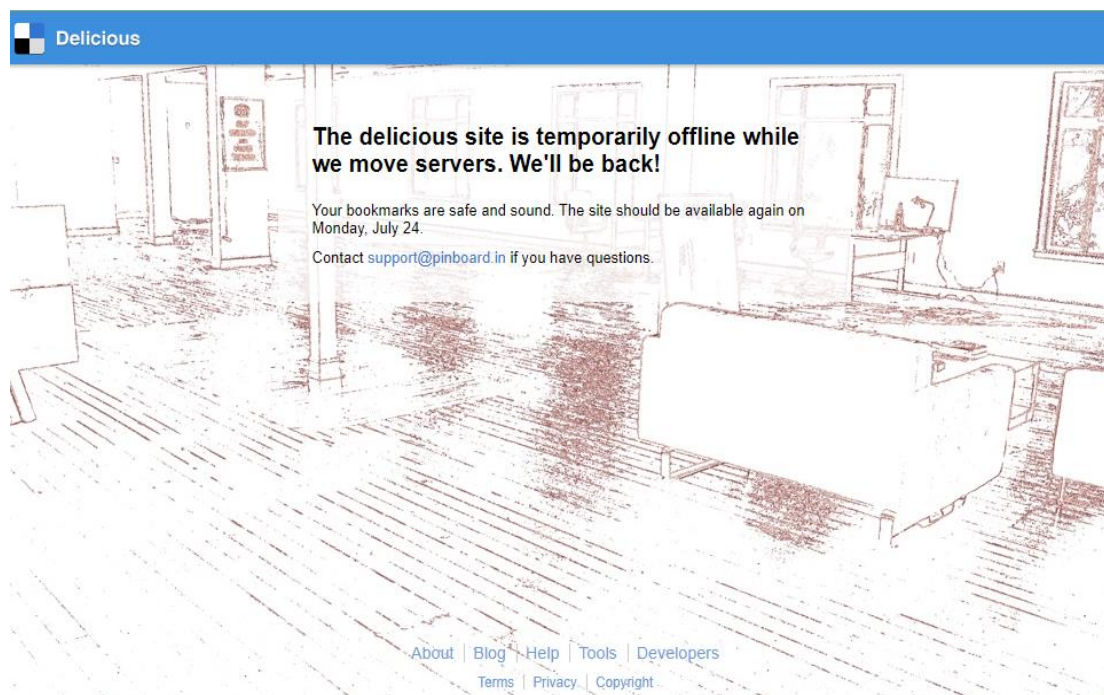 Delicious
The delicious site is temporarily offline while
we move servers. We'll be back!
Your bookmarks are safe and sound. The site should be available again on
Monday, July 24.
Contact support@pinboard.in if you have questions.
About | Blog | Help | Tools | Developers
Terms | Privacy | Copyright